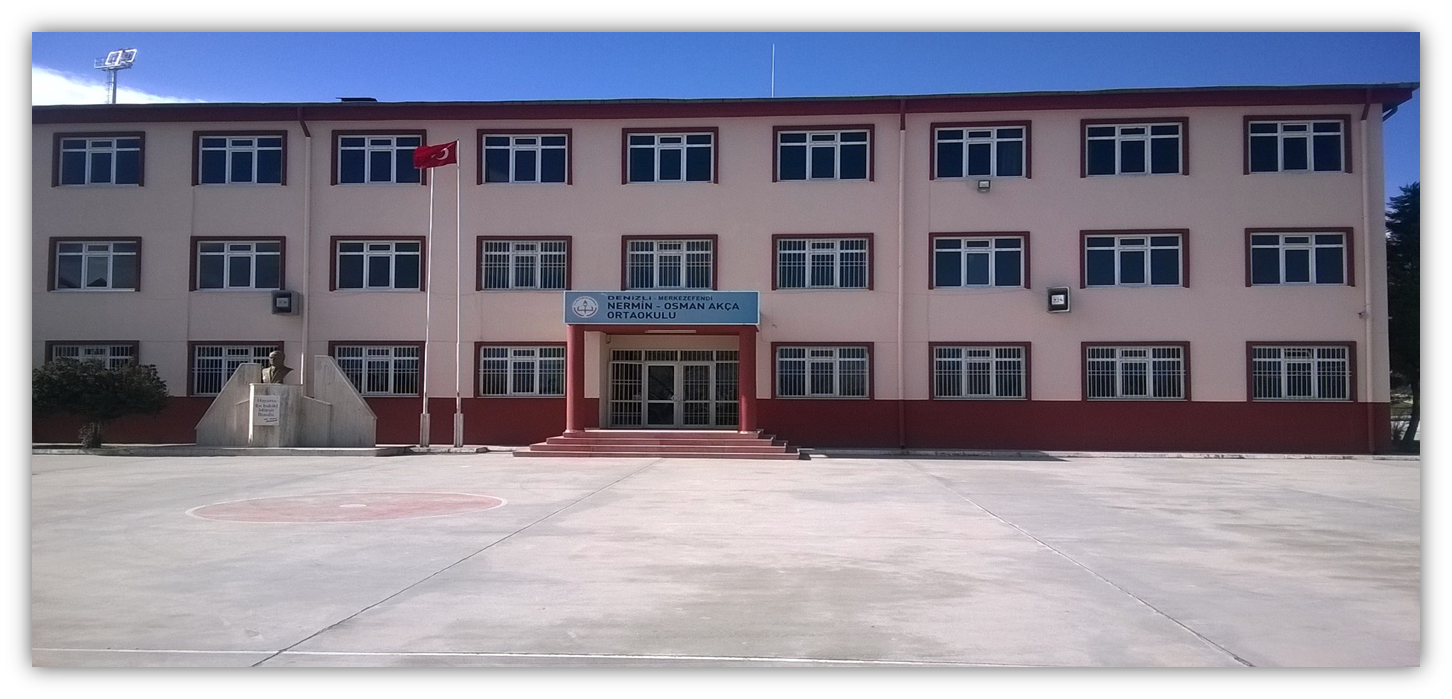 DENİZLİ - MERKEZEFENDİ
NERMİN - OSMAN AKÇA
ORTAOKULU